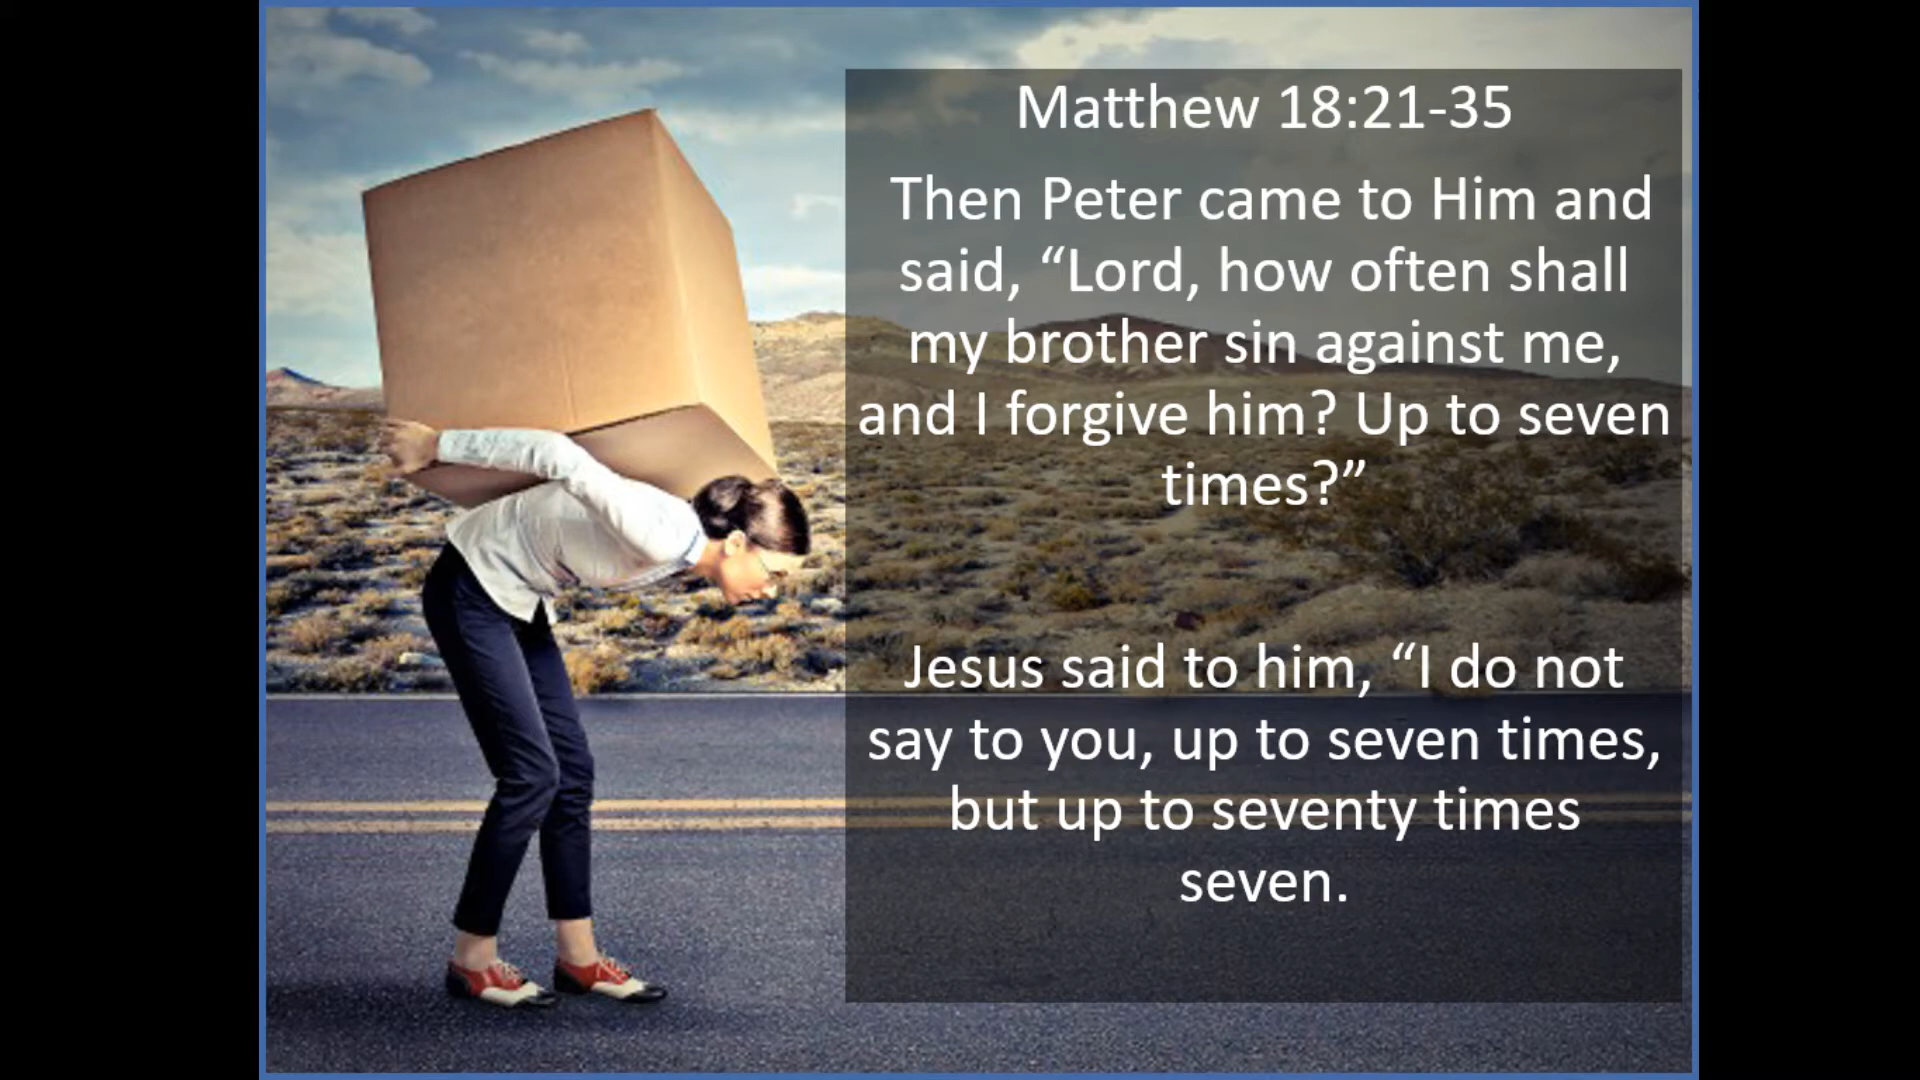 Matthew 18:21-35
Then Peter came to Him and
said, “Lord, how often shall
my brother sin against me,
and I forgive him? Up to seven
times?”
Jesus said to him, “I do not
say to you, up to seven times,
but up to seventy times
seven.